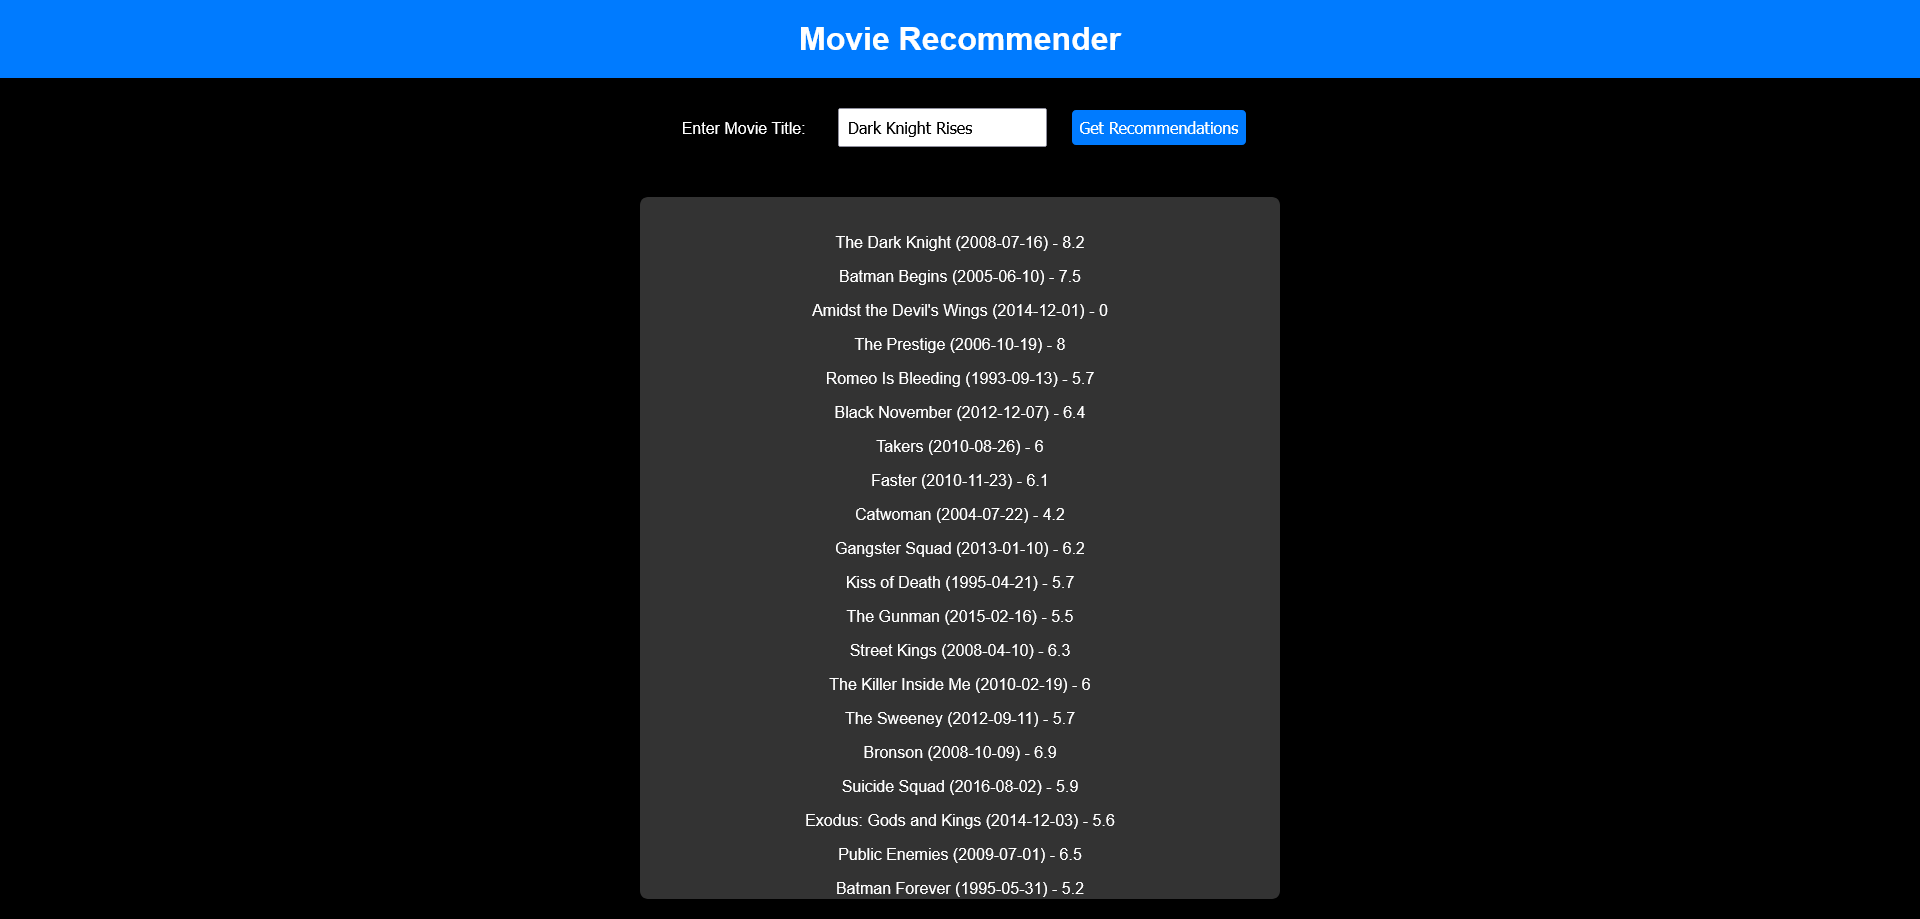 Movie Recommender
Enter Movie Title: Dark Knight Rises Get Recommendations
The Dark Knight (2008-07-16) - 8.2
Batman Begins (2005-06-10) - 7.5
Amidst the Devil's Wings (2014-12-01) - 0
The Prestige (2006-10-19) - 8
Romeo Is Bleeding (1993-09-13) - 5.7
Black November (2012-12-07) - 6.4
Takers (2010-08-26) - 6
Faster (2010-11-23) - 6.1
Catwoman (2004-07-22) - 4.2
Gangster Squad (2013-01-10) - 6.2
Kiss of Death (1995-04-21) - 5.7
The Gunman (2015-02-16) - 5.5
Street Kings (2008-04-10) - 6.3
The Killer Inside Me (2010-02-19) - 6
The Sweeney (2012-09-11) - 5.7
Bronson (2008-10-09) - 6.9
Suicide Squad (2016-08-02) - 5.9
Exodus: Gods and Kings (2014-12-03) - 5.6
Public Enemies (2009-07-01) - 6.5
Batman Forever (1995-05-31) - 5.2